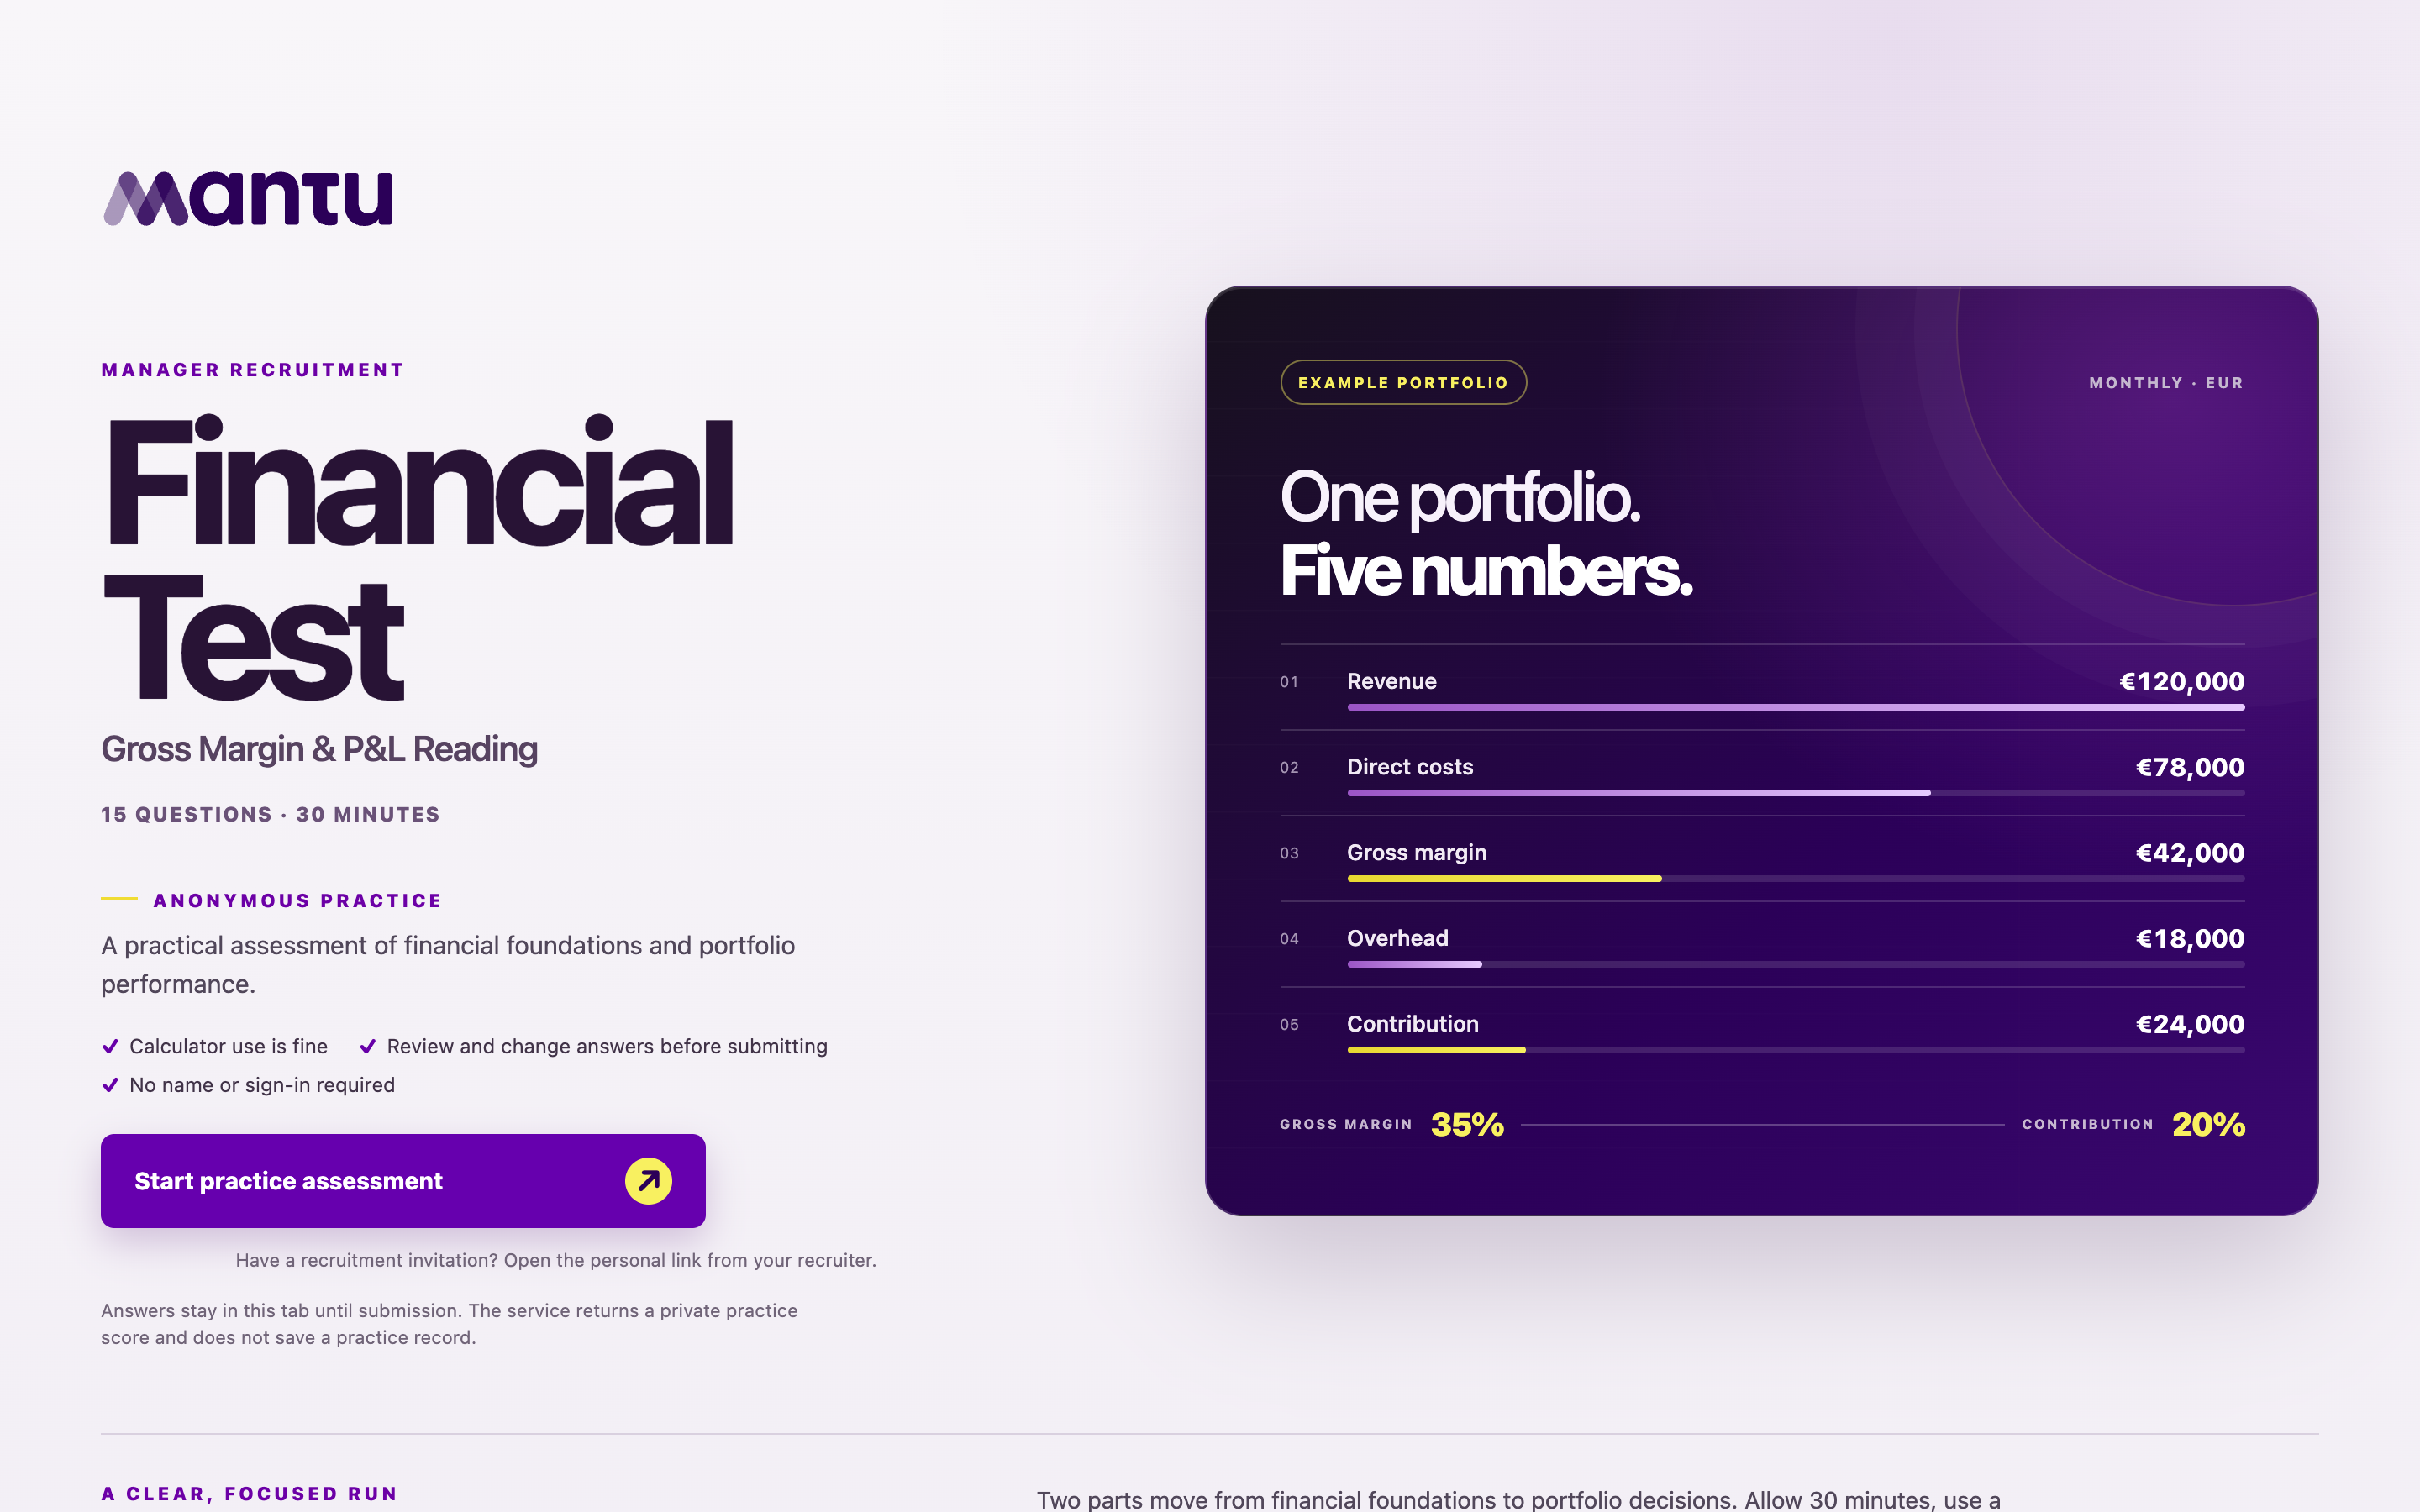 mantu
MANAGER RECRUITMENT
Financial
Test
Gross Margin & P&L Reading
15 QUESTIONS · 30 MINUTES
ANONYMOUS PRACTICE
A practical assessment of financial foundations and portfolio
performance.
Calculator use is fine
Review and change answers before submitting
No name or sign-in required
Start practice assessment
Have a recruitment invitation? Open the personal link from your recruiter.
Answers stay in this tab until submission. The service returns a private practice
score and does not save a practice record.
EXAMPLE PORTFOLIO
MONTHLY · EUR
One portfolio.
Five numbers.
01 Revenue €120,000
02 Direct costs €78,000
03 Gross margin €42,000
04 Overhead €18,000
05 Contribution €24,000
GROSS MARGIN 35% CONTRIBUTION 20%
A CLEAR, FOCUSED RUN
Two parts move from financial foundations to portfolio decisions. Allow 30 minutes, use a